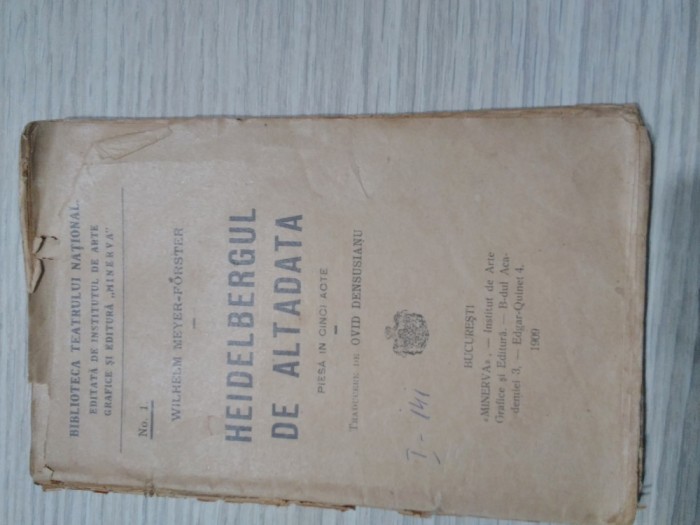 BIBLIOTECA TEATRULUI NAȚIONAL
EDITATĂ DE INSTITUTUL DE ARTE
GRAFICE ȘI EDITURĂ „MINERVA”
No. 1.
WILHELM MEYER-FÖRSTER
HEIDELBERGUL
DE ALTADATA
PIESĂ IN CINCI ACTE
TRADUCERE DE OVID DENSUSIANU
I-141
BUCUREȘTI
«MINERVA». — Institut de Arte
Grafice și Editură. — B-dul Aca-
demiei 3, — Edgar-Quinet 4.
1909